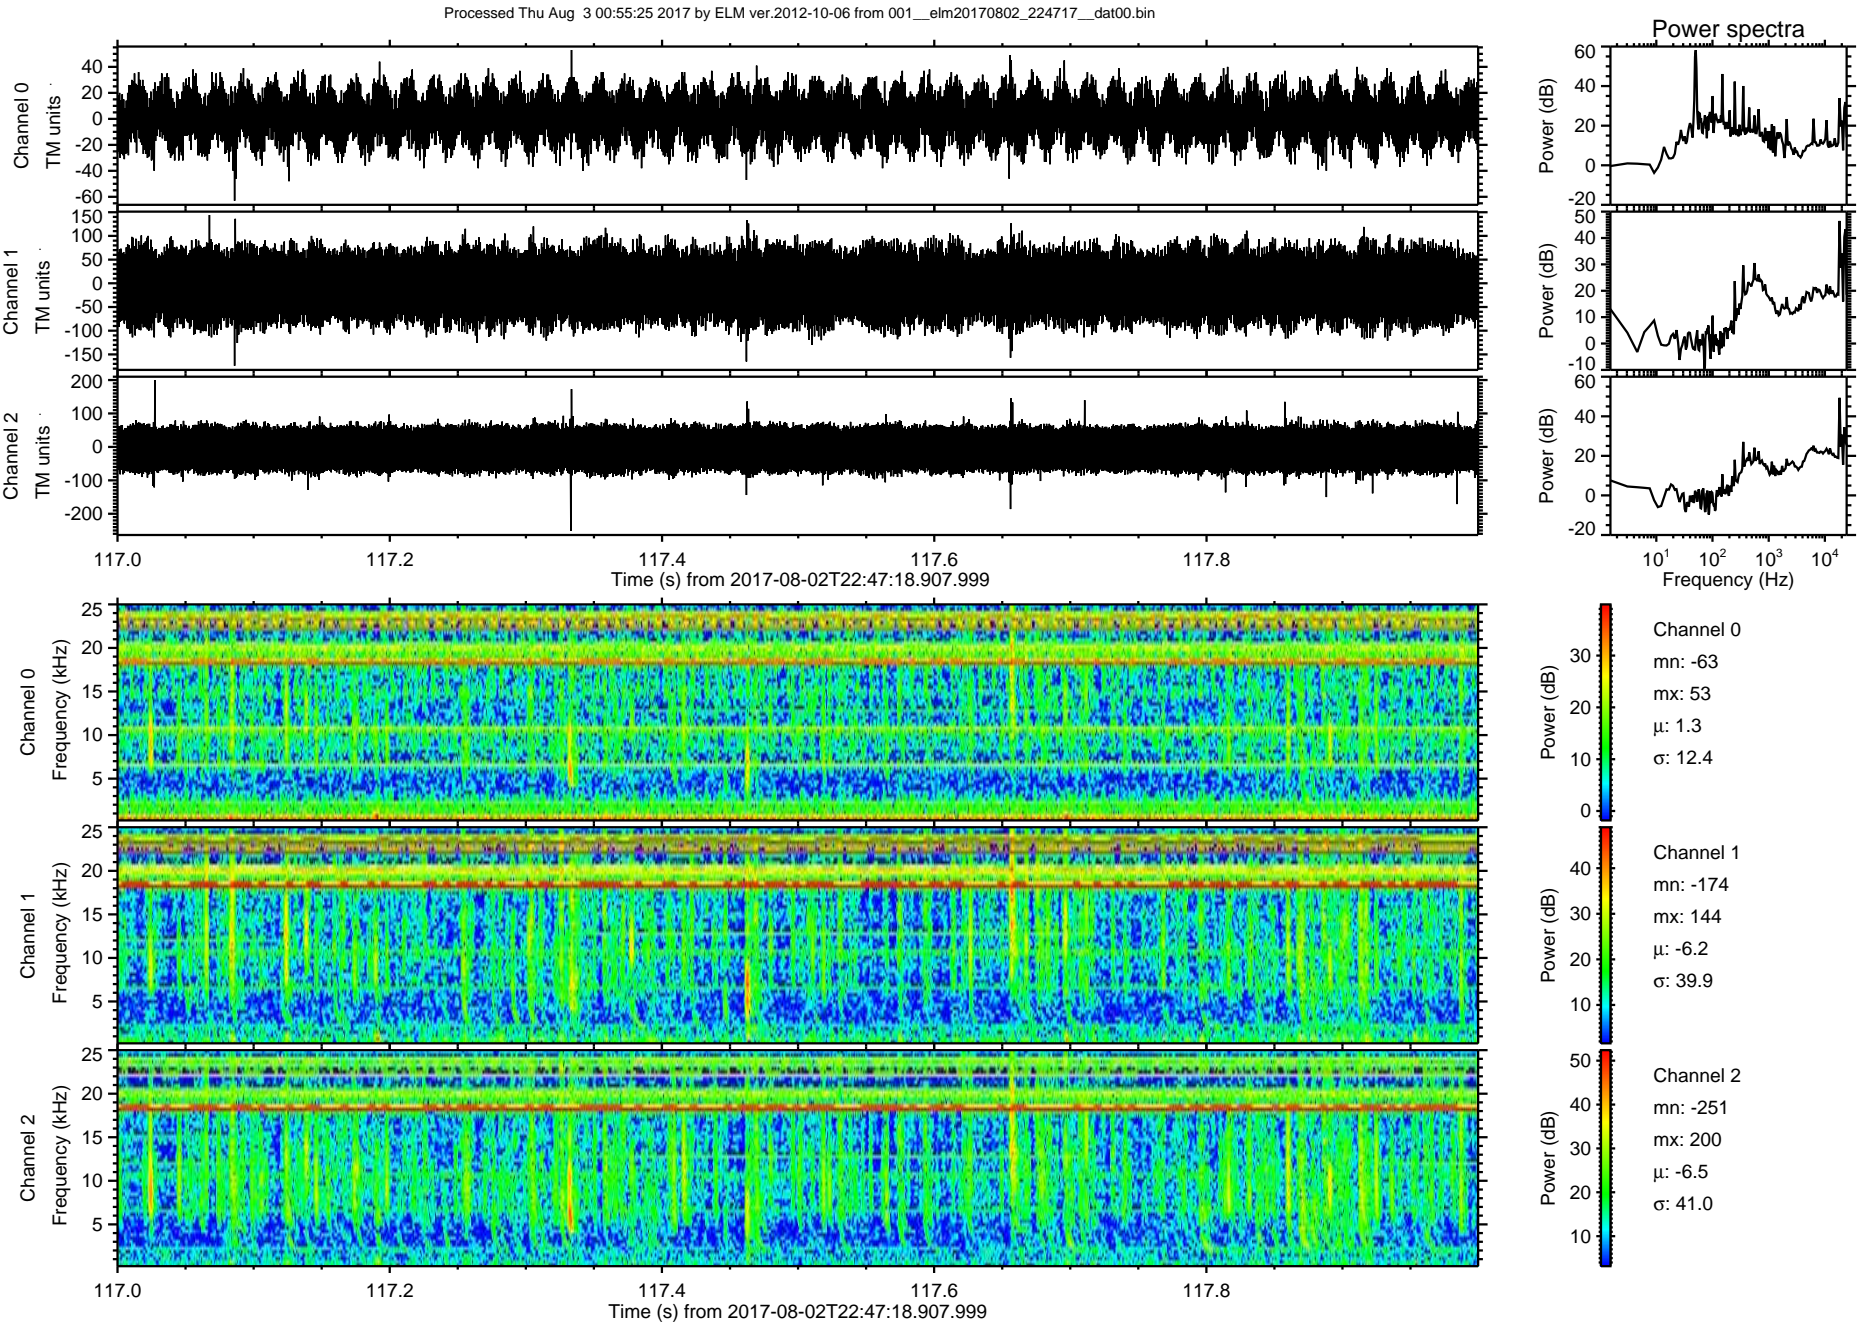 Processed Thu Aug  3 00:55:25 2017 by ELM ver.2012-10-06 from 001__elm20170802_224717__dat00.bin
Power spectra
Channel 0
TM units
40
20
0
-20
-40
-60
Power (dB)
60
40
20
0
-20
Channel 1
TM units
150
100
50
0
-50
-100
-150
Power (dB)
50
40
30
20
10
0
-10
Channel 2
TM units
200
100
0
-100
-200
Power (dB)
60
40
20
0
-20
117.0 117.2 117.4 117.6 117.8
Time (s) from 2017-08-02T22:47:18.907.999
10^1 10^2 10^3 10^4
Frequency (Hz)
Channel 0
Frequency (kHz)
25
20
15
10
5
Power (dB)
30
20
10
0
Channel 0
mn: -63
mx: 53
μ: 1.3
σ: 12.4
Channel 1
Frequency (kHz)
25
20
15
10
5
Power (dB)
40
30
20
10
Channel 1
mn: -174
mx: 144
μ: -6.2
σ: 39.9
Channel 2
Frequency (kHz)
25
20
15
10
5
Power (dB)
50
40
30
20
10
Channel 2
mn: -251
mx: 200
μ: -6.5
σ: 41.0
117.0 117.2 117.4 117.6 117.8
Time (s) from 2017-08-02T22:47:18.907.999